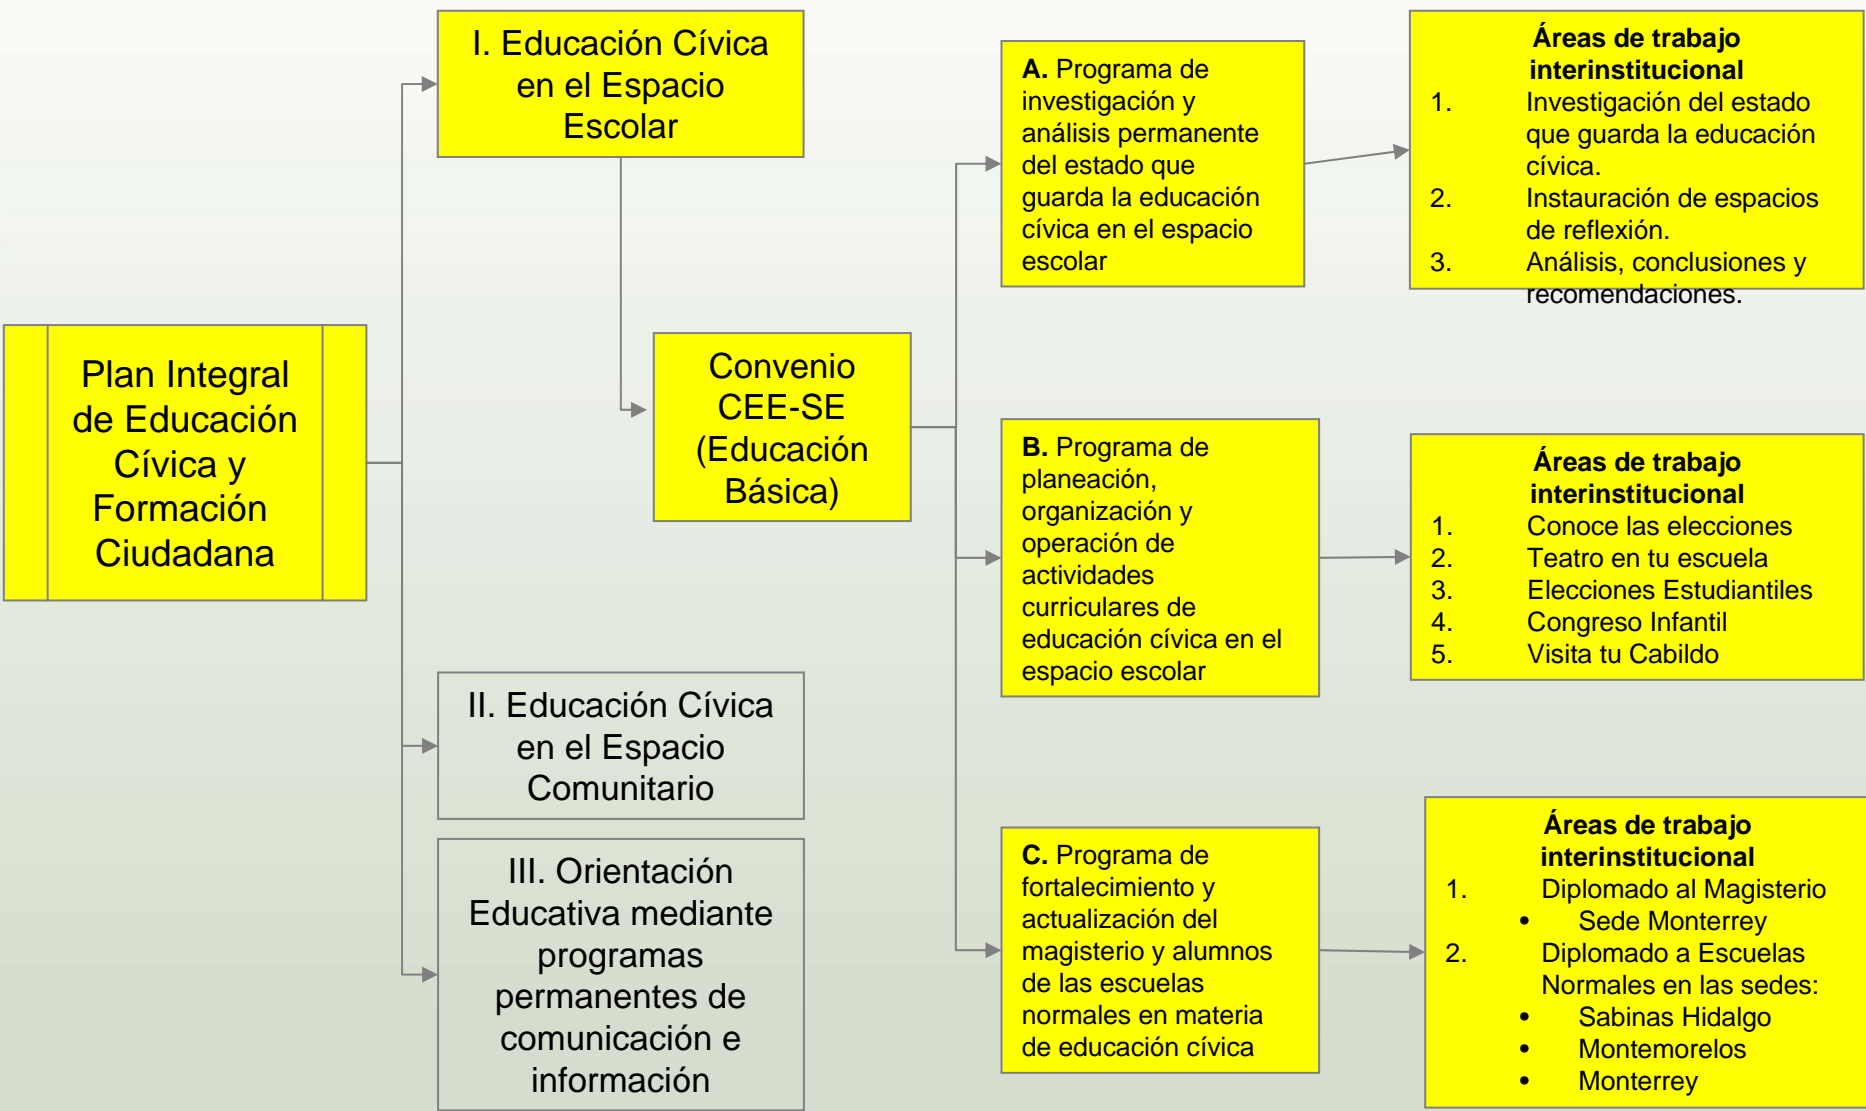 Plan Integral
de Educación
Cívica y
Formación
Ciudadana
I. Educación Cívica
en el Espacio
Escolar
Convenio
CEE-SE
(Educación
Básica)
II. Educación Cívica
en el Espacio
Comunitario
III. Orientación
Educativa mediante
programas
permanentes de
comunicación e
información
A. Programa de
investigación y
análisis permanente
del estado que
guarda la educación
cívica en el espacio
escolar
Áreas de trabajo
interinstitucional
1. Investigación del estado
que guarda la educación
cívica.
2. Instauración de espacios
de reflexión.
3. Análisis, conclusiones y
recomendaciones.
B. Programa de
planeación,
organización y
operación de
actividades
curriculares de
educación cívica en el
espacio escolar
Áreas de trabajo
interinstitucional
1. Conoce las elecciones
2. Teatro en tu escuela
3. Elecciones Estudiantiles
4. Congreso Infantil
5. Visita tu Cabildo
C. Programa de
fortalecimiento y
actualización del
magisterio y alumnos
de las escuelas
normales en materia
de educación cívica
Áreas de trabajo
interinstitucional
1. Diplomado al Magisterio
• Sede Monterrey
2. Diplomado a Escuelas
Normales en las sedes:
• Sabinas Hidalgo
• Montemorelos
• Monterrey